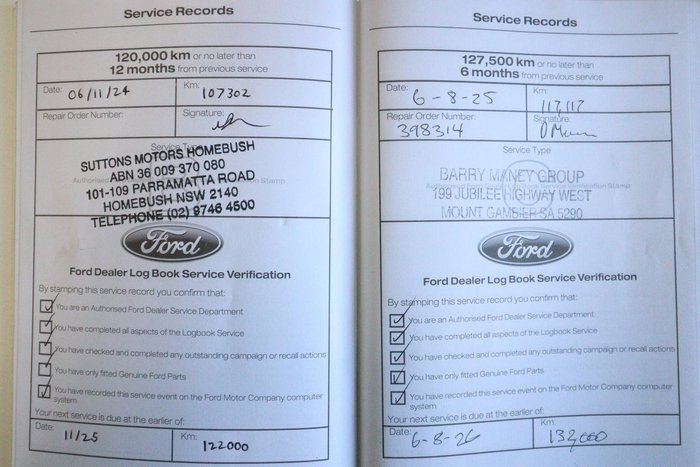 Service Records
120,000 km or no later than
12 months from previous service
Date: 06/11/24
Km: 107302
Repair Order Number:
Signature:
Service Type
SUTTONS MOTORS HOMEBUSH
ABN 36 009 370 080
101-109 PARRAMATTA ROAD
HOMEBUSH NSW 2140
TELEPHONE (02) 9746 4500
Ford
Ford Dealer Log Book Service Verification
By stamping this service record you confirm that:
You are an Authorised Ford Dealer Service Department
You have completed all aspects of the Logbook Service
You have checked and completed any outstanding campaign or recall actions
You have only fitted Genuine Ford Parts
You have recorded this service event on the Ford Motor Company computer
system
Your next service is due at the earlier of:
Date: 11/25
Km: 122000
Service Records
127,500 km or no later than
6 months from previous service
Date: 6-8-25
Km: 117,117
Repair Order Number: 398314
Signature:
Service Type
BARRY MANEY GROUP
Authorised Ford Dealer Log Book Service Verification Stamp
199 JUBILEE HIGHWAY WEST
MOUNT GAMBIER SA 5290
Ford
Ford Dealer Log Book Service Verification
By stamping this service record you confirm that:
You are an Authorised Ford Dealer Service Department
You have completed all aspects of the Logbook Service
You have checked and completed any outstanding campaign or recall actions
You have only fitted Genuine Ford Parts
You have recorded this service event on the Ford Motor Company computer
system
Your next service is due at the earlier of:
Date: 6-8-26
Km: 132,000